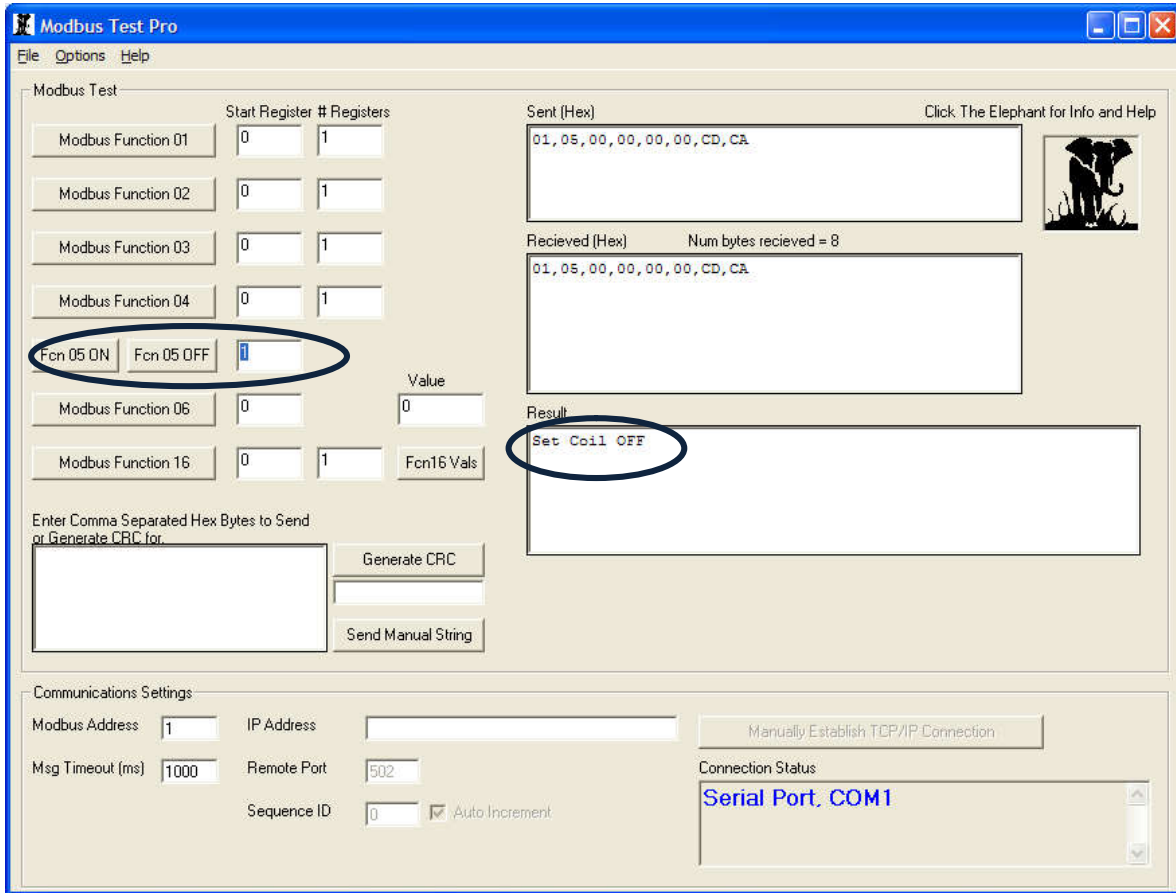 Modbus Test Pro
File Options Help
Modbus Test
Start Register # Registers
Modbus Function 01 0 1
Modbus Function 02 0 1
Modbus Function 03 0 1
Modbus Function 04 0 1
Fcn 05 ON Fcn 05 OFF 1
Value
Modbus Function 06 0 0
Modbus Function 16 0 1 Fcn16 Vals
Enter Comma Separated Hex Bytes to Send
or Generate CRC for.
Generate CRC
Send Manual String
Sent (Hex) Click The Elephant for Info and Help
01,05,00,00,00,00,CD,CA
Recieved (Hex) Num bytes recieved = 8
01,05,00,00,00,00,CD,CA
Result
Set Coil OFF
Communications Settings
Modbus Address 1 IP Address Manually Establish TCP/IP Connection
Msg Timeout (ms) 1000 Remote Port 502 Connection Status
Serial Port, COM1
Sequence ID 0 Auto Increment